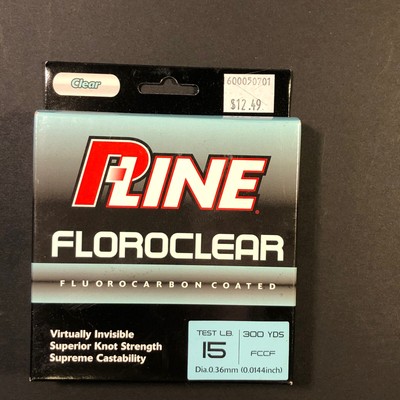 Clear
600050701
$12.49
P-LINE®
FLOROCLEAR
FLUOROCARBON COATED
Virtually Invisible
Superior Knot Strength
Supreme Castability
TEST LB.
15
300 YDS
FCCF
Dia.0.36mm (0.0144inch)